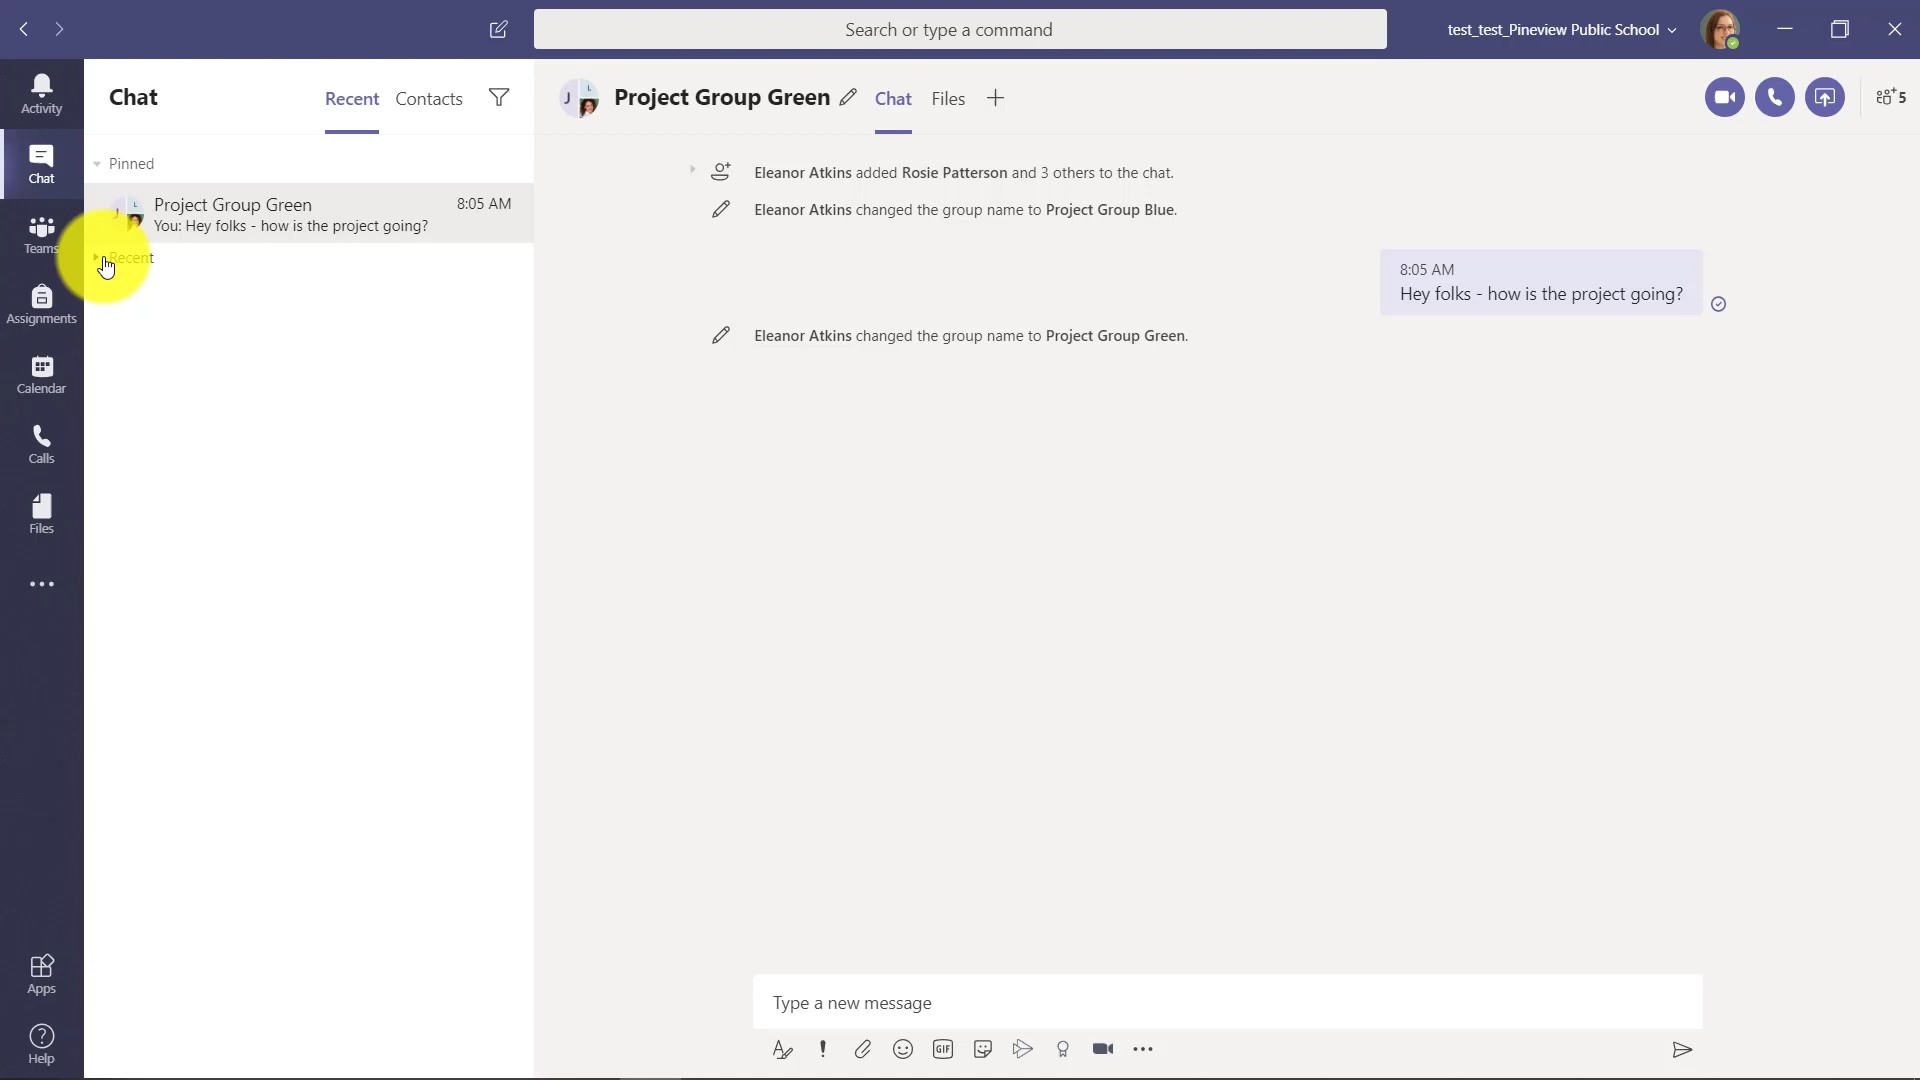 Search or type a command
test_test_Pineview Public School
Activity
Chat
Teams
Assignments
Calendar
Calls
Files
Apps
Help
Chat
Recent
Contacts
Pinned
Project Group Green
8:05 AM
You: Hey folks - how is the project going?
Recent
J
L
Project Group Green
Chat
Files
5
Eleanor Atkins added Rosie Patterson and 3 others to the chat.
Eleanor Atkins changed the group name to Project Group Blue.
8:05 AM
Hey folks - how is the project going?
Eleanor Atkins changed the group name to Project Group Green.
Type a new message
GIF